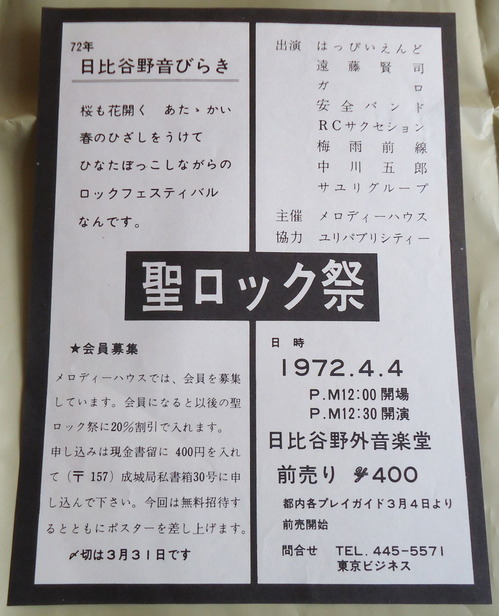 72年
日比谷野音びらき
桜も花開く あたゝかい
春のひざしをうけて
ひなたぼっこしながらの
ロックフェスティバル
なんです。
出演 はっぴいえんど
遠藤賢司
ガロ
安全バンド
RCサクセション
梅雨前線
中川五郎
サユリグループ
主催 メロディーハウス
協力 ユリパブリシティー
聖ロック祭
★会員募集
メロディーハウスでは、会員を募集
しています。会員になると以後の聖
ロック祭に20%割引で入れます。
申し込みは現金書留に 400円を入れ
て(〒157)成城局私書箱30号に申
し込んで下さい。今回は無料招待す
るとともにポスターを差し上げます。
〆切は3月31日です
日時
1972.4.4
P.M12:00 開場
P.M12:30 開演
日比谷野外音楽堂
前売り ¥400
都内各プレイガイド3月4日より
前売開始
問合せ TEL. 445-5571
東京ビジネス